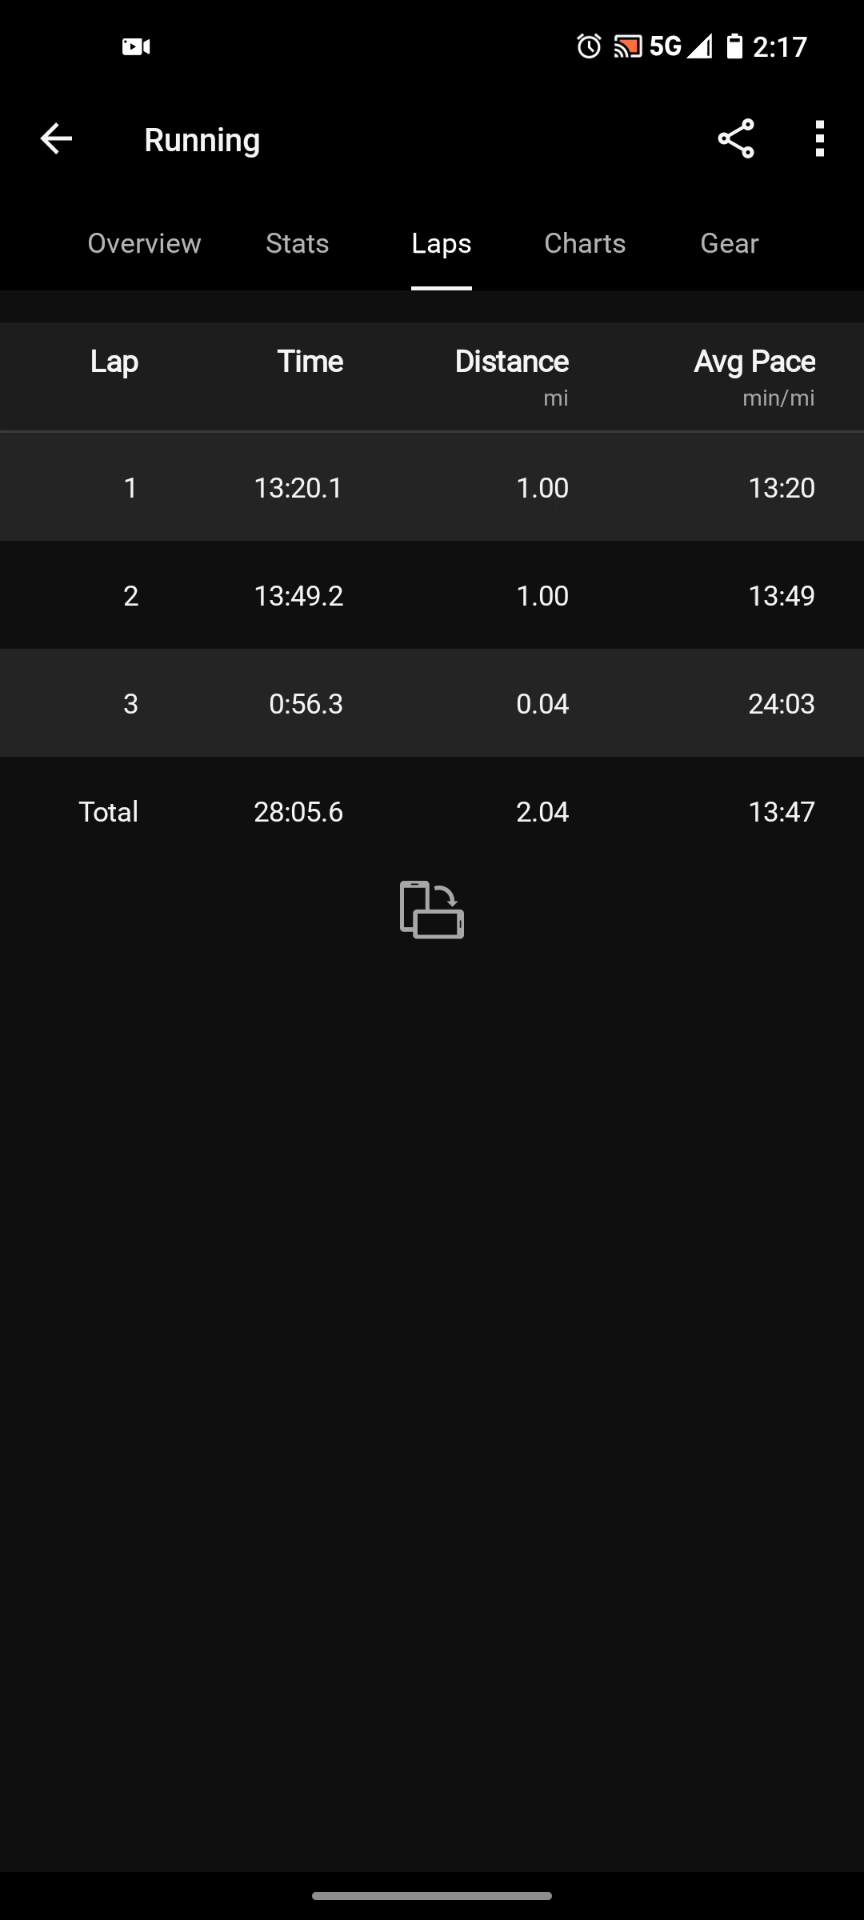 5G 2:17
Running
Overview Stats Laps Charts Gear
Lap Time Distance Avg Pace
mi min/mi
1 13:20.1 1.00 13:20
2 13:49.2 1.00 13:49
3 0:56.3 0.04 24:03
Total 28:05.6 2.04 13:47